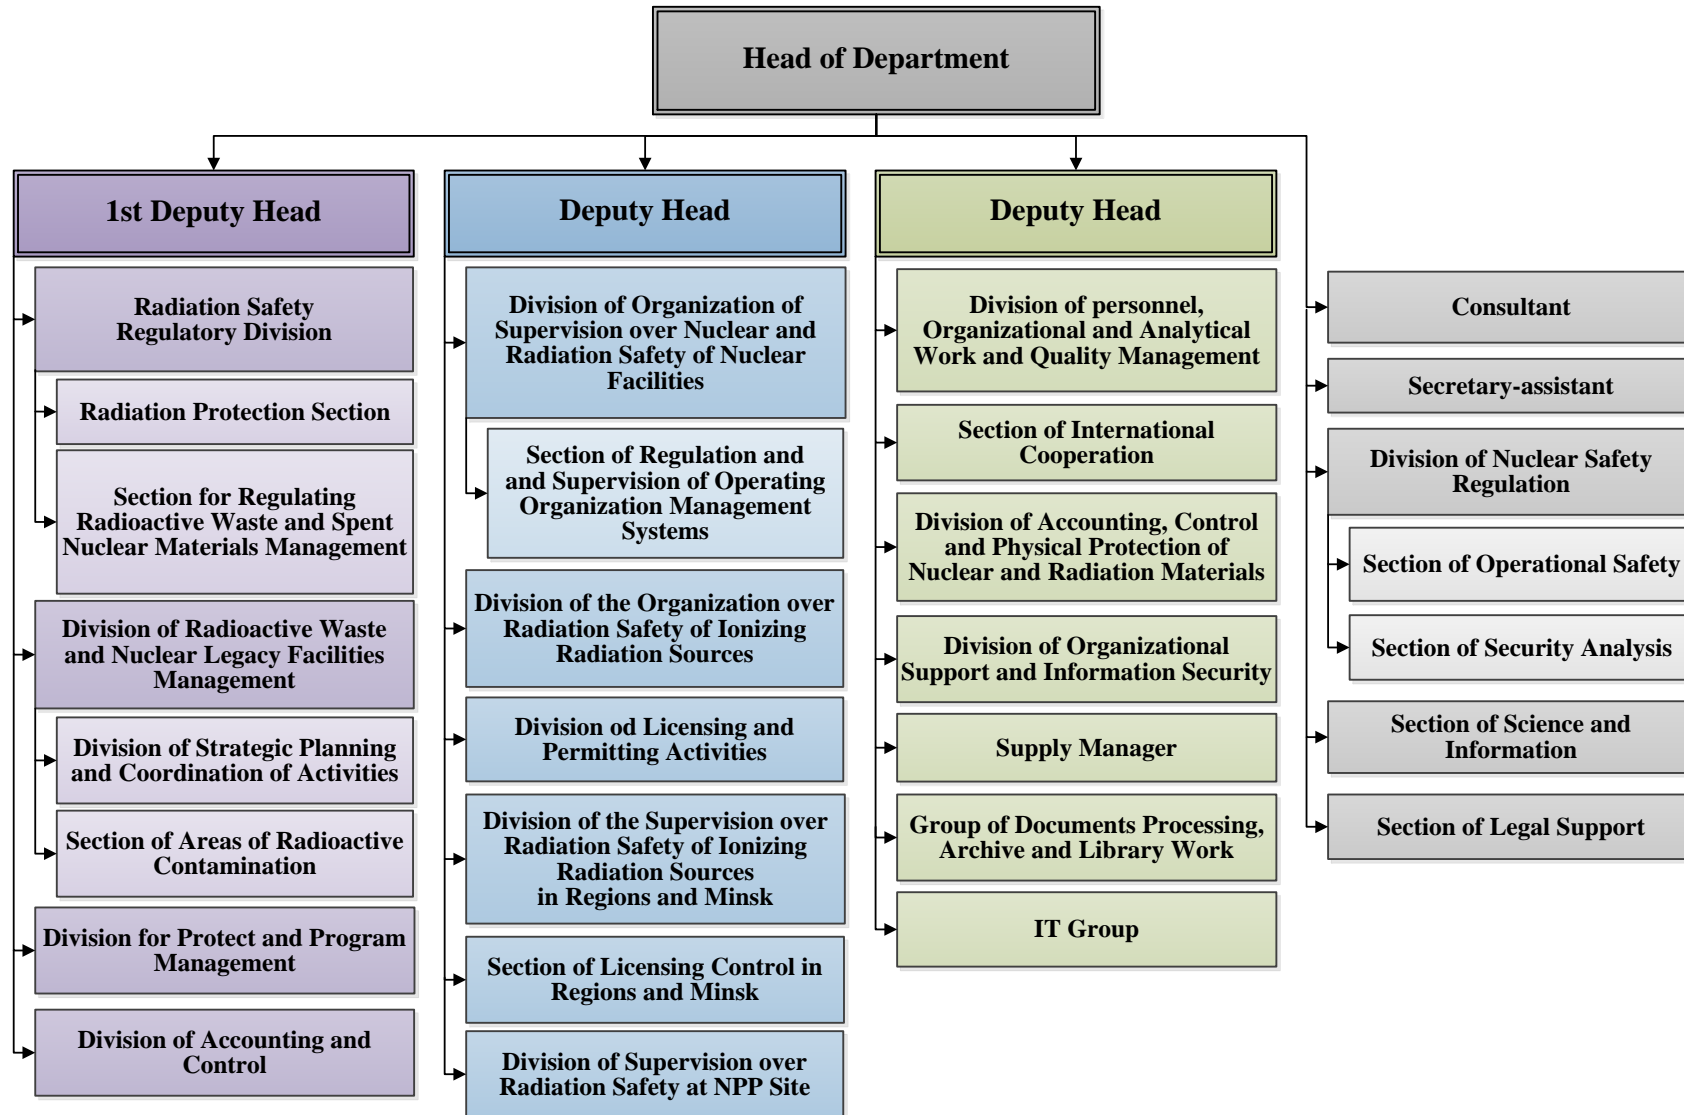 Head of Department
1st Deputy Head
Radiation Safety
Regulatory Division
Radiation Protection Section
Section for Regulating
Radioactive Waste and Spent
Nuclear Materials Management
Division of Radioactive Waste
and Nuclear Legacy Facilities
Management
Division of Strategic Planning
and Coordination of Activities
Section of Areas of Radioactive
Contamination
Division for Protect and Program
Management
Division of Accounting and
Control
Deputy Head
Division of Organization of
Supervision over Nuclear and
Radiation Safety of Nuclear
Facilities
Section of Regulation and
and Supervision of Operating
Organization Management
Systems
Division of the Organization over
Radiation Safety of Ionizing
Radiation Sources
Division od Licensing and
Permitting Activities
Division of the Supervision over
Radiation Safety of Ionizing
Radiation Sources
in Regions and Minsk
Section of Licensing Control in
Regions and Minsk
Division of Supervision over
Radiation Safety at NPP Site
Deputy Head
Division of personnel,
Organizational and Analytical
Work and Quality Management
Section of International
Cooperation
Division of Accounting, Control
and Physical Protection of
Nuclear and Radiation Materials
Division of Organizational
Support and Information Security
Supply Manager
Group of Documents Processing,
Archive and Library Work
IT Group
Consultant
Secretary-assistant
Division of Nuclear Safety
Regulation
Section of Operational Safety
Section of Security Analysis
Section of Science and
Information
Section of Legal Support